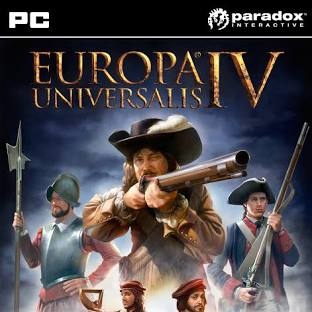 PC
paradox
INTERACTIVE
EUROPA
UNIVERSALIS IV